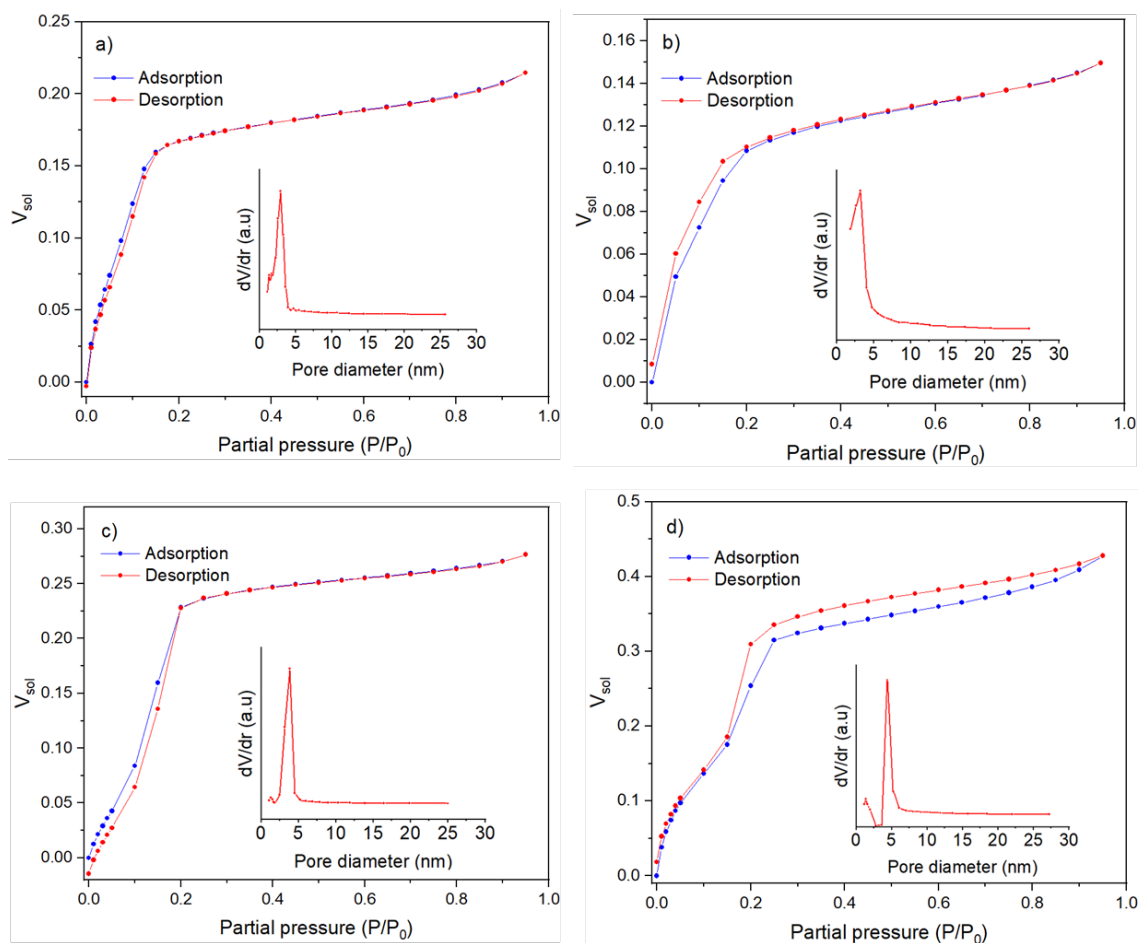 a)
Adsorption
Desorption
V_sol
0.25
0.20
0.15
0.10
0.05
0.00
0.0 0.2 0.4 0.6 0.8 1.0
Partial pressure (P/P₀)
dV/dr (a.u)
0 5 10 15 20 25 30
Pore diameter (nm)
b)
Adsorption
Desorption
V_sol
0.16
0.14
0.12
0.10
0.08
0.06
0.04
0.02
0.00
0.0 0.2 0.4 0.6 0.8 1.0
Partial pressure (P/P₀)
dV/dr (a.u)
0 5 10 15 20 25 30
Pore diameter (nm)
c)
Adsorption
Desorption
V_sol
0.30
0.25
0.20
0.15
0.10
0.05
0.00
0.0 0.2 0.4 0.6 0.8 1.0
Partial pressure (P/P₀)
dV/dr (a.u)
0 5 10 15 20 25 30
Pore diameter (nm)
d)
Adsorption
Desorption
V_sol
0.5
0.4
0.3
0.2
0.1
0.0
0.0 0.2 0.4 0.6 0.8 1.0
Partial pressure (P/P₀)
dV/dr (a.u)
0 5 10 15 20 25 30
Pore diameter (nm)